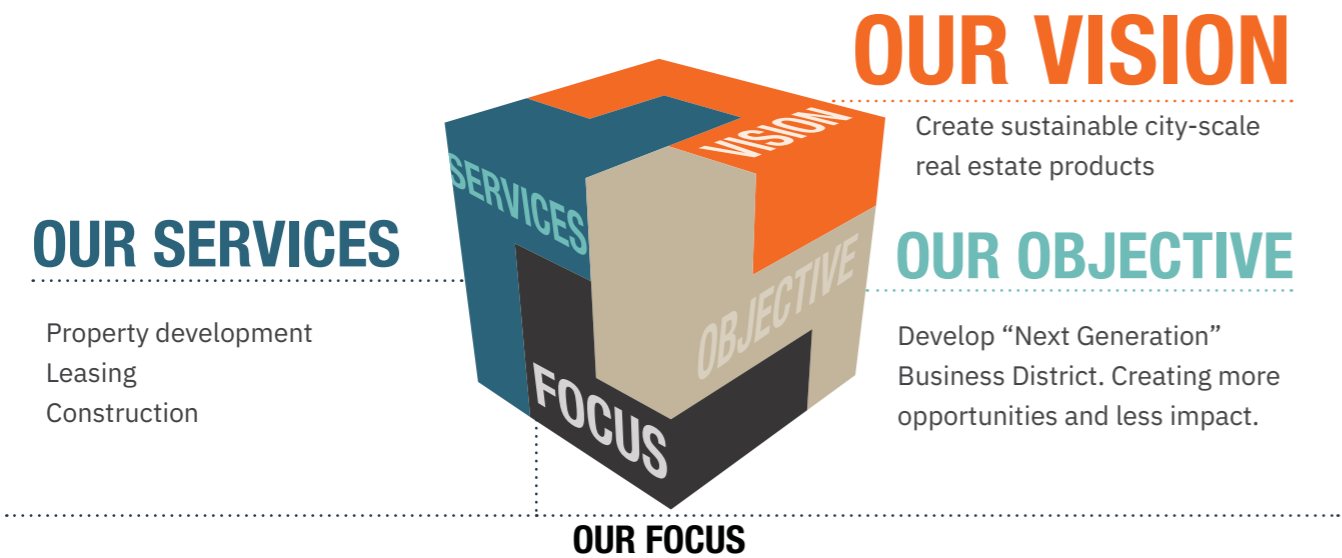 OUR VISION
Create sustainable city-scale
real estate products
VISION
SERVICES
OUR SERVICES
Property development
Leasing
Construction
OUR OBJECTIVE
OBJECTIVE
Develop “Next Generation”
Business District. Creating more
opportunities and less impact.
FOCUS
OUR FOCUS